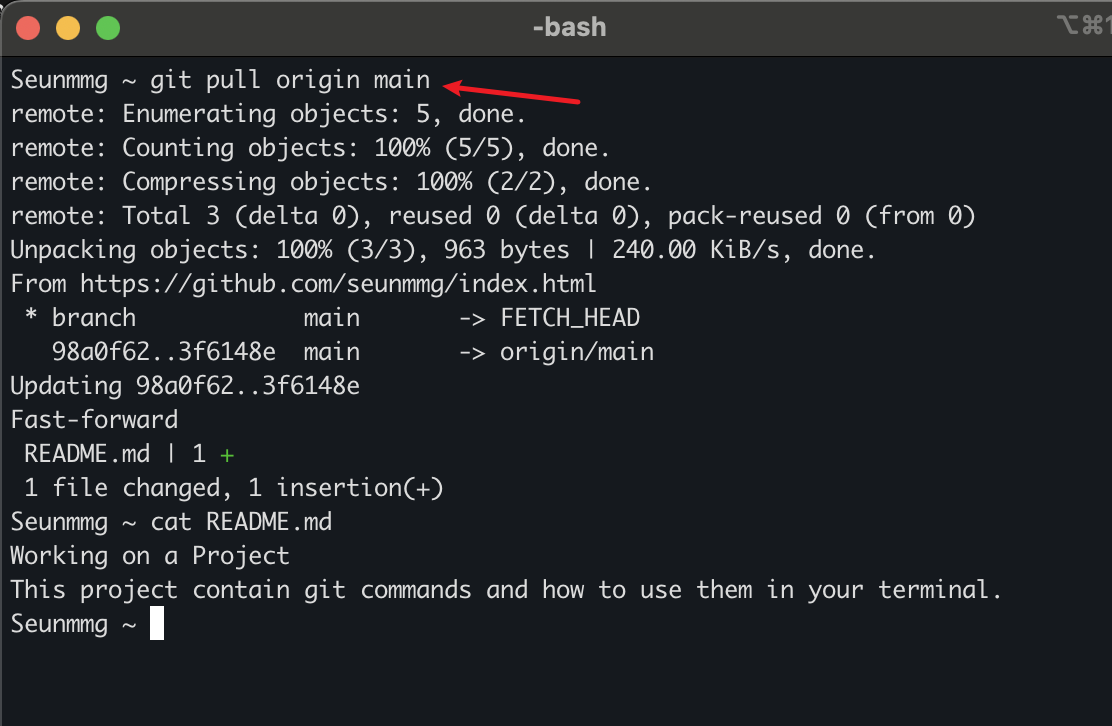 -bash
⌥⌘1
Seunmmg ~ git pull origin main
remote: Enumerating objects: 5, done.
remote: Counting objects: 100% (5/5), done.
remote: Compressing objects: 100% (2/2), done.
remote: Total 3 (delta 0), reused 0 (delta 0), pack-reused 0 (from 0)
Unpacking objects: 100% (3/3), 963 bytes | 240.00 KiB/s, done.
From https://github.com/seunmmg/index.html
 * branch            main       -> FETCH_HEAD
   98a0f62..3f6148e  main       -> origin/main
Updating 98a0f62..3f6148e
Fast-forward
 README.md | 1 +
 1 file changed, 1 insertion(+)
Seunmmg ~ cat README.md
Working on a Project
This project contain git commands and how to use them in your terminal.
Seunmmg ~